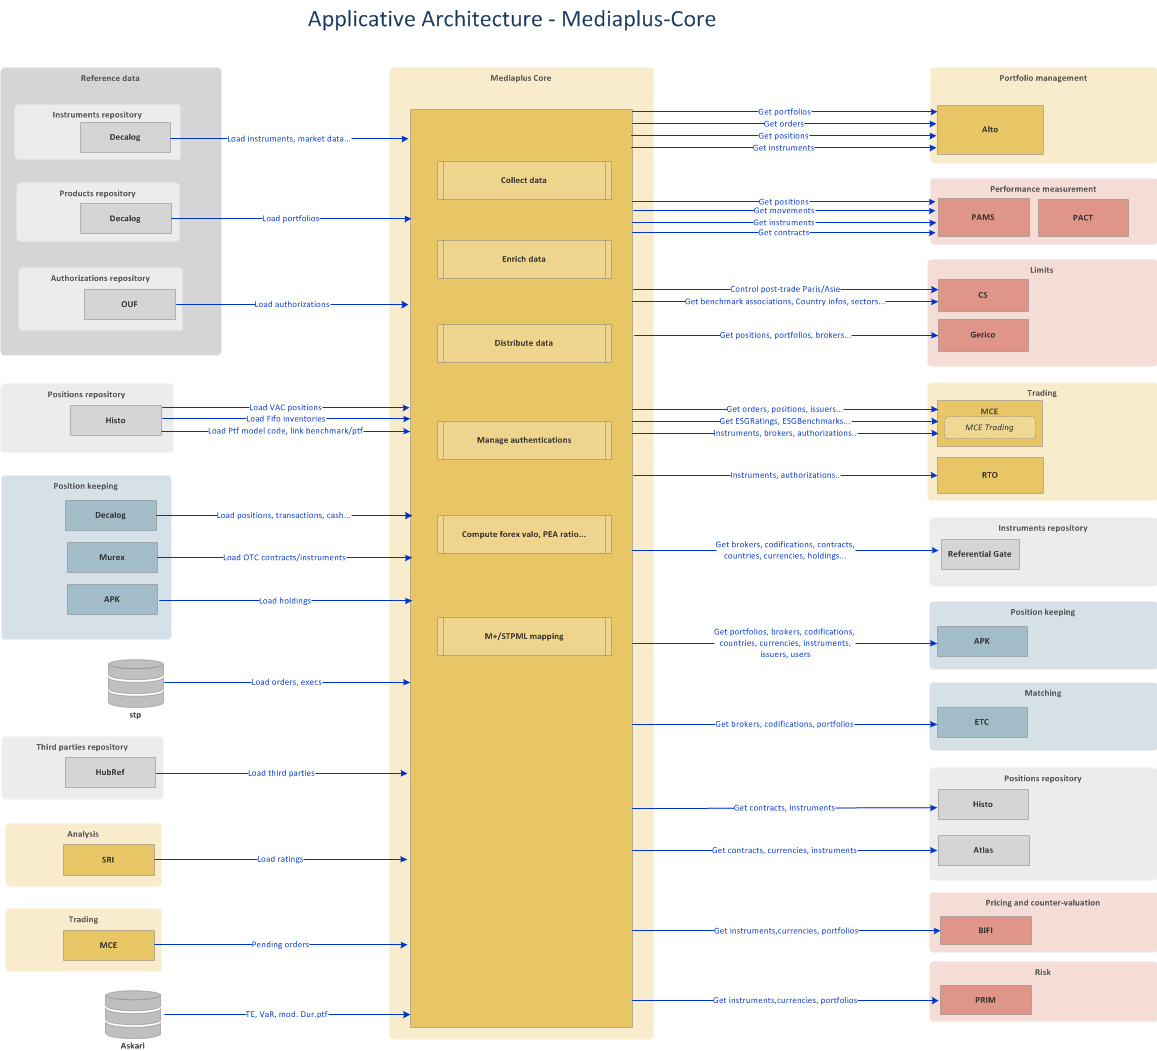 Applicative Architecture - Mediaplus-Core
Reference data
Instruments repository
Decalog
Load instruments, market data...
Products repository
Decalog
Load portfolios
Authorizations repository
OUF
Load authorizations
Positions repository
Histo
Load VAC positions
Load Fifo inventories
Load Ptf model code, link benchmark/ptf
Position keeping
Decalog
Load positions, transactions, cash...
Murex
Load OTC contracts/instruments
APK
Load holdings
stp
Load orders, execs
Third parties repository
HubRef
Load third parties
Analysis
SRI
Load ratings
Trading
MCE
Pending orders
Askari
TE, VaR, mod. Dur.ptf
Mediaplus Core
Collect data
Enrich data
Distribute data
Manage authentications
Compute forex valo, PEA ratio...
M+/STPML mapping
Portfolio management
Get portfolios
Get orders
Get positions
Get Instruments
Alto
Performance measurement
Get positions
Get movements
Get instruments
Get contracts
PAMS
PACT
Limits
Control post-trade Paris/Asie
Get benchmark associations, Country infos, sectors...
CS
Get positions, portfolios, brokers...
Gerico
Trading
Get orders, positions, issuers...
Get ESGRatings, ESGBenchmarks...
Instruments, brokers, authorizations..
MCE
MCE Trading
Instruments, authorizations..
RTO
Instruments repository
Get brokers, codifications, contracts,
countries, currencies, holdings...
Referential Gate
Position keeping
Get portfolios, brokers, codifications,
countries, currencies, instruments,
issuers, users
APK
Matching
Get brokers, codifications, portfolios
ETC
Positions repository
Get contracts, Instruments
Histo
Get contracts, currencies, instruments
Atlas
Pricing and counter-valuation
Get instruments,currencies, portfolios
BIFI
Risk
Get instruments,currencies, portfolios
PRIM